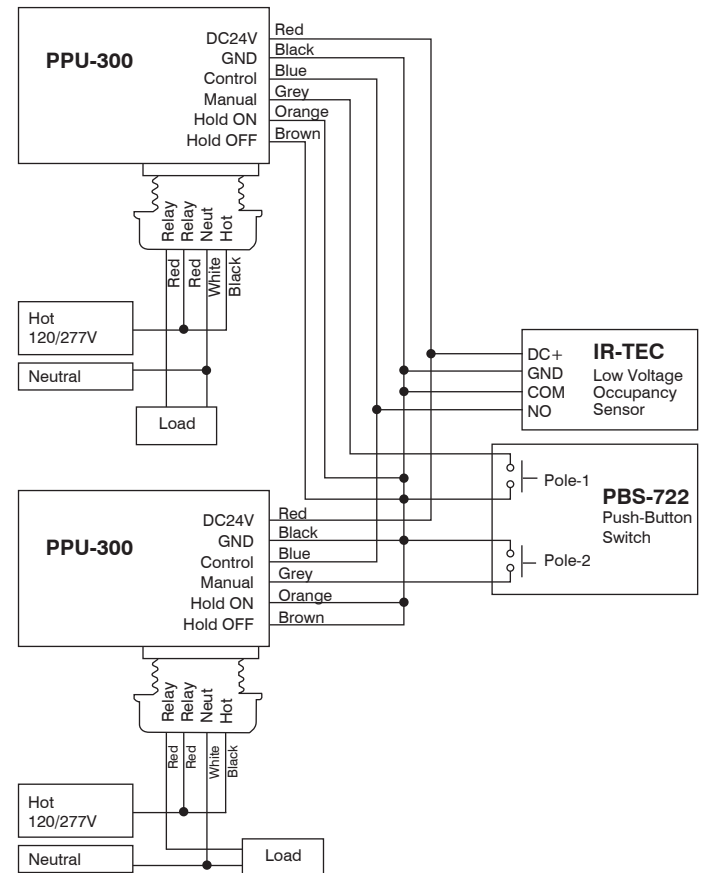 PPU-300
DC24V
GND
Control
Manual
Hold ON
Hold OFF
Red
Black
Blue
Grey
Orange
Brown
Relay
Relay
Neut
Hot
Red
Red
White
Black
Hot
120/277V
Neutral
Load
DC+
GND
COM
NO
IR-TEC
Low Voltage
Occupancy
Sensor
Pole-1
Pole-2
PBS-722
Push-Button
Switch
PPU-300
DC24V
GND
Control
Manual
Hold ON
Hold OFF
Red
Black
Blue
Grey
Orange
Brown
Relay
Relay
Neut
Hot
Red
Red
White
Black
Hot
120/277V
Neutral
Load